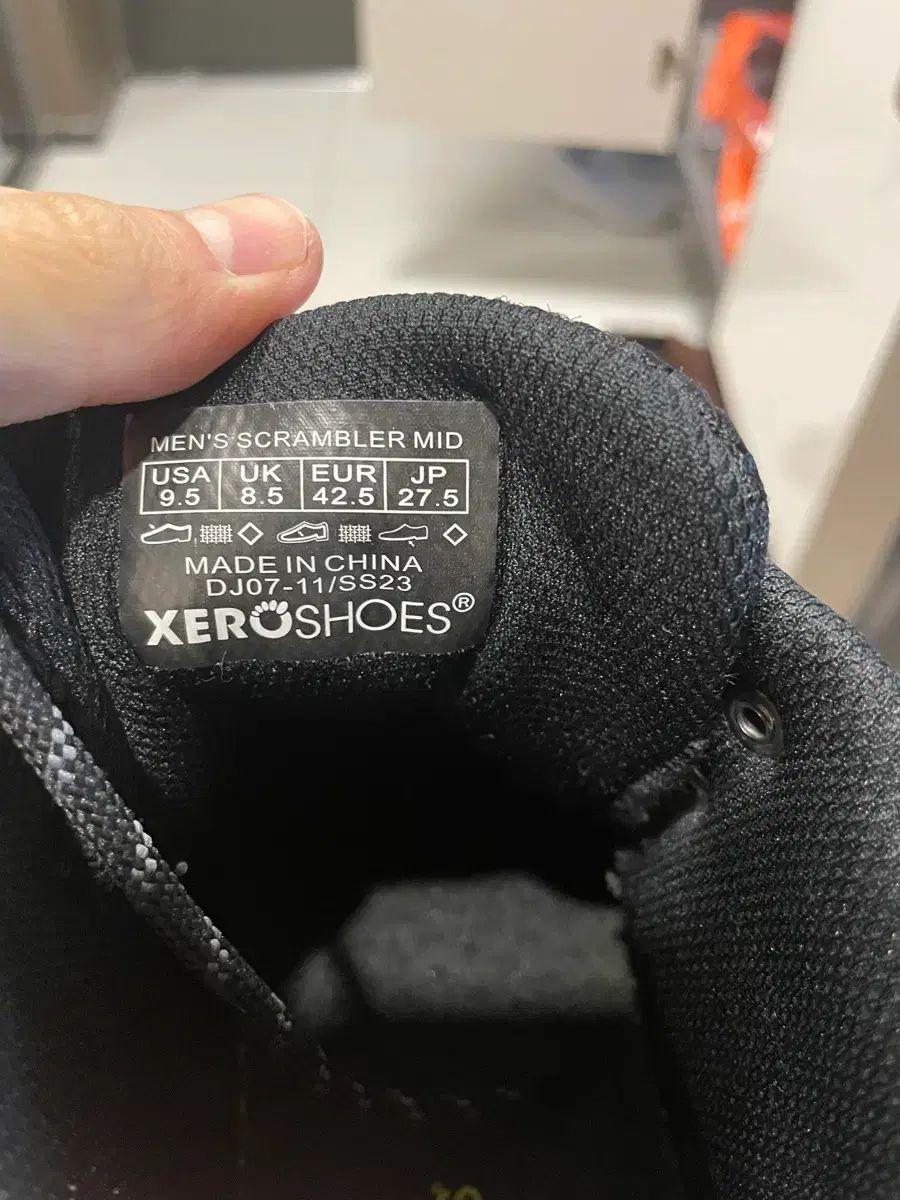 MEN'S SCRAMBLER MID
USA UK EUR JP
9.5 8.5 42.5 27.5
MADE IN CHINA
DJ07-11/SS23
XEROSHOES®